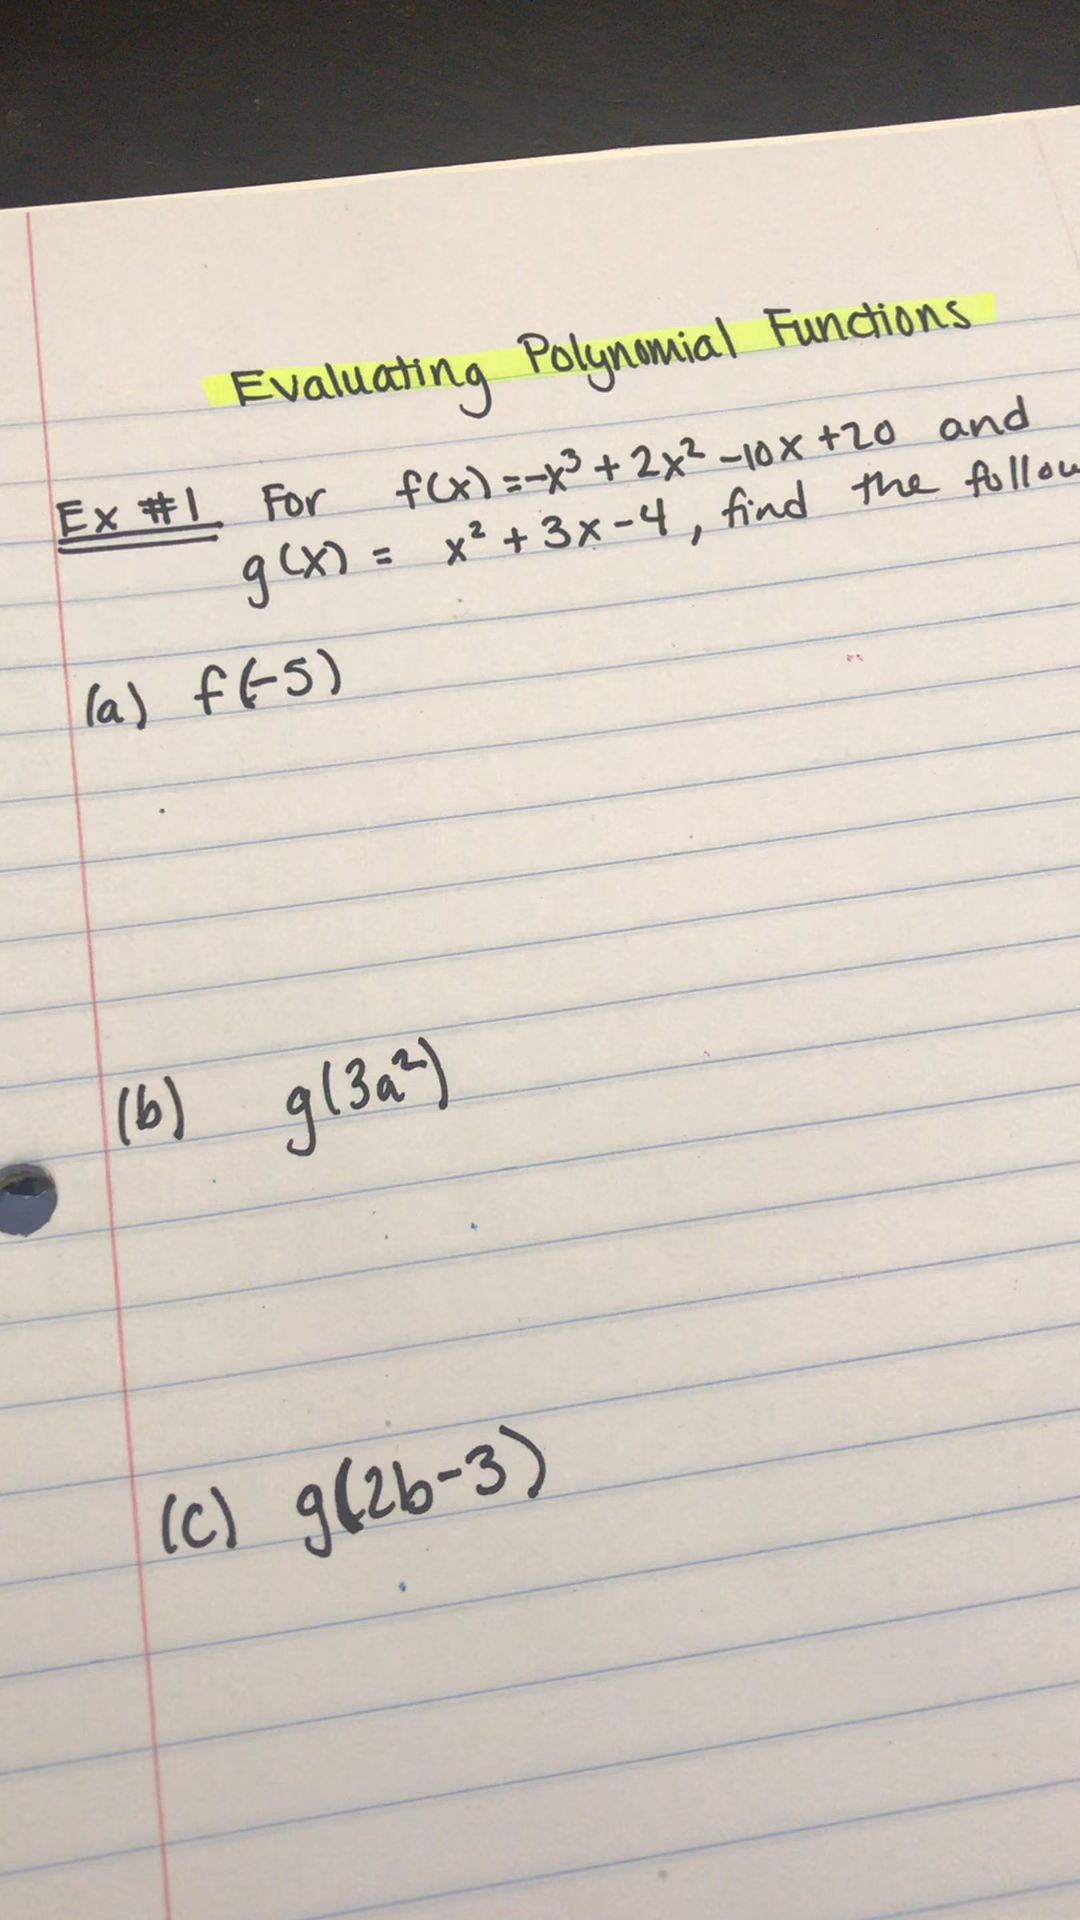 Evaluating Polynomial Functions
Ex #1 For f(x)=-x³+2x²-10x+20 and
g(x) = x²+3x-4, find the
(a) f(-5)
(b) g(3a²)
(c) g(2b-3)